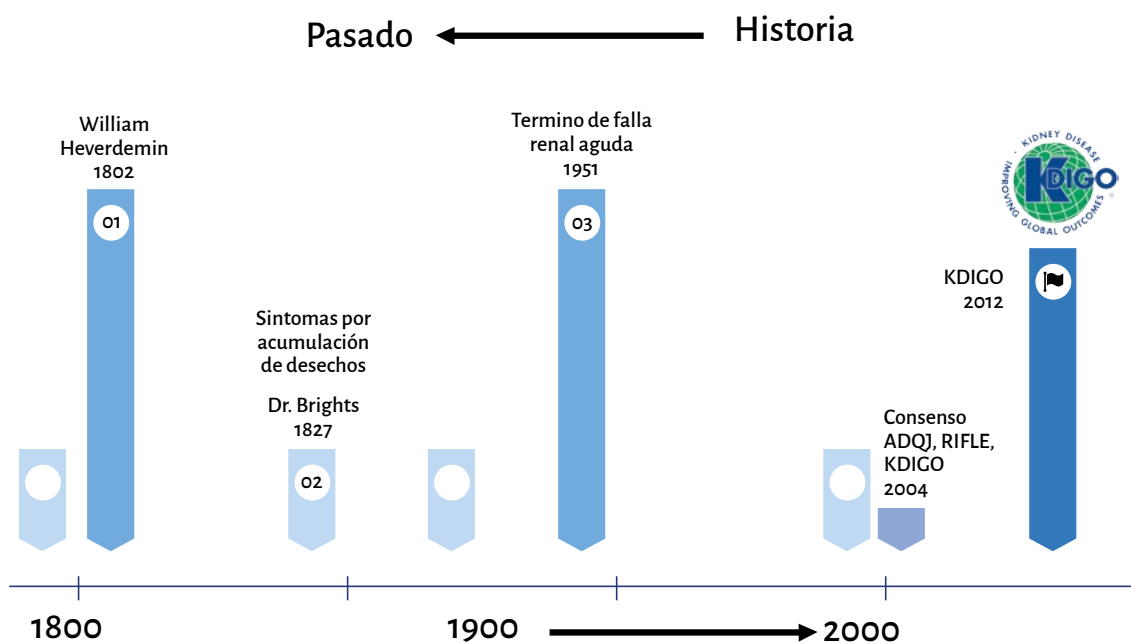 Pasado
Historia
William
Heverdemin
1802
01
Sintomas por
acumulación
de desechos
Dr. Brights
1827
02
Termino de falla
renal aguda
1951
03
Consenso
ADQJ, RIFLE,
KDIGO
2004
KIDNEY DISEASE
KDIGO
®
IMPROVING GLOBAL OUTCOMES
KDIGO
2012
1800
1900
2000